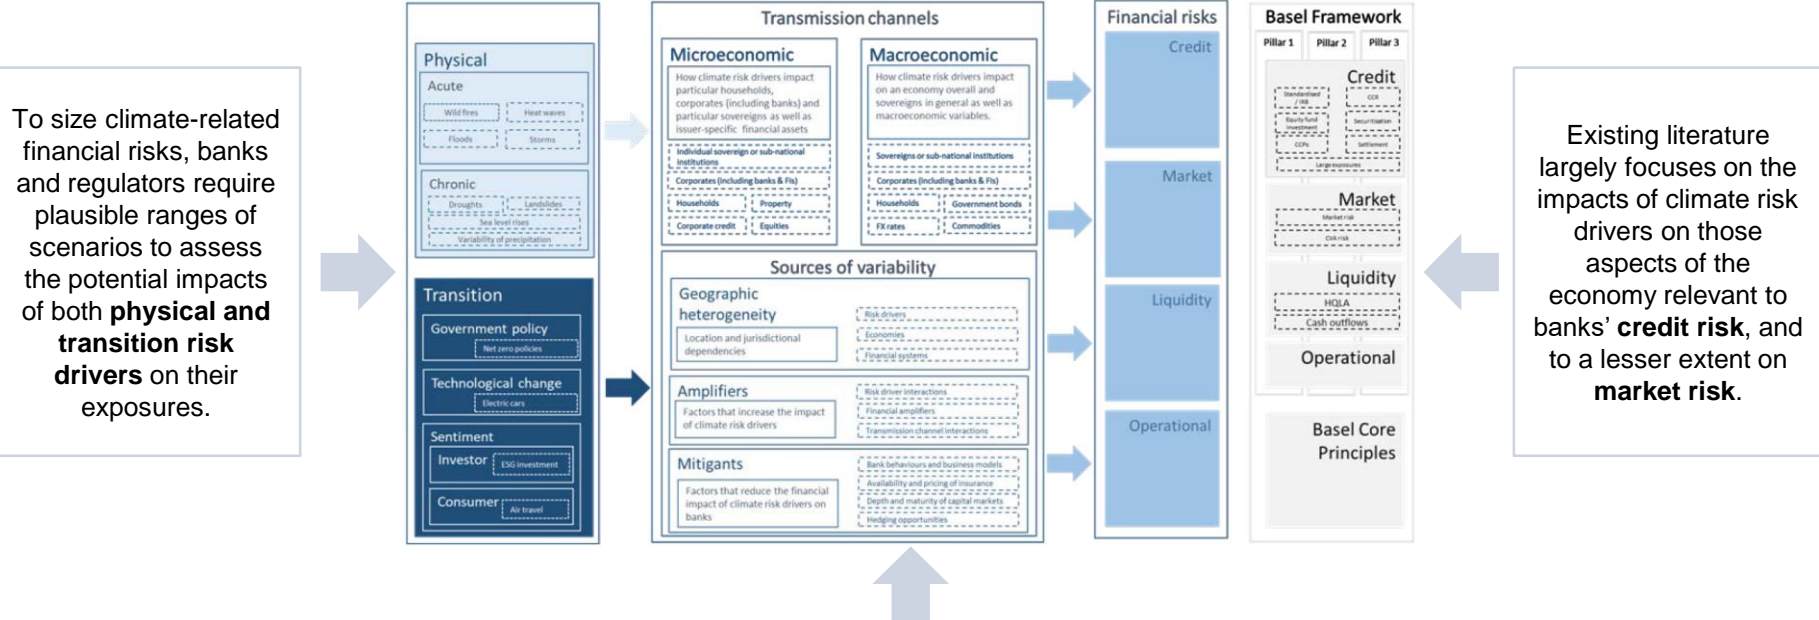 To size climate-related
financial risks, banks
and regulators require
plausible ranges of
scenarios to assess
the potential impacts
of both physical and
transition risk
drivers on their
exposures.
Physical
Acute
Wild fires
Heat waves
Floods
Storms
Chronic
Droughts
Landslides
Sea level rises
Variability of precipitation
Transition
Government policy
Net zero policies
Technological change
Electric cars
Sentiment
Investor
ESG investment
Consumer
Air travel
Transmission channels
Microeconomic
How climate risk drivers impact
particular households,
corporates (including banks) and
particular sovereigns as well as
issuer-specific financial assets
Individual sovereign or sub-national
institutions
Corporates (including banks & FIs)
Households
Property
Corporate credit
Equities
Macroeconomic
How climate risk drivers impact
on an economy overall and
sovereigns in general as well as
macroeconomic variables.
Sovereigns or sub-national institutions
Corporates (including banks & FIs)
Households
Government bonds
FX rates
Commodities
Sources of variability
Geographic
heterogeneity
Location and jurisdictional
dependencies
Risk drivers
Economies
Financial systems
Amplifiers
Factors that increase the impact
of climate risk drivers
Risk driver interactions
Financial amplifiers
Transmission channel interactions
Mitigants
Factors that reduce the financial
impact of climate risk drivers on
banks
Bank behaviours and business models
Availability and pricing of insurance
Depth and maturity of capital markets
Hedging opportunities
Financial risks
Credit
Market
Liquidity
Operational
Basel Framework
Pillar 1
Pillar 2
Pillar 3
Credit
Standardised
/ IRB
CCR
Equity fund
investment
Securitisation
CCPs
Settlement
Large exposures
Market
Market risk
CVA risk
Liquidity
HQLA
Cash outflows
Operational
Basel Core
Principles
Existing literature
largely focuses on the
impacts of climate risk
drivers on those
aspects of the
economy relevant to
banks’ credit risk, and
to a lesser extent on
market risk.